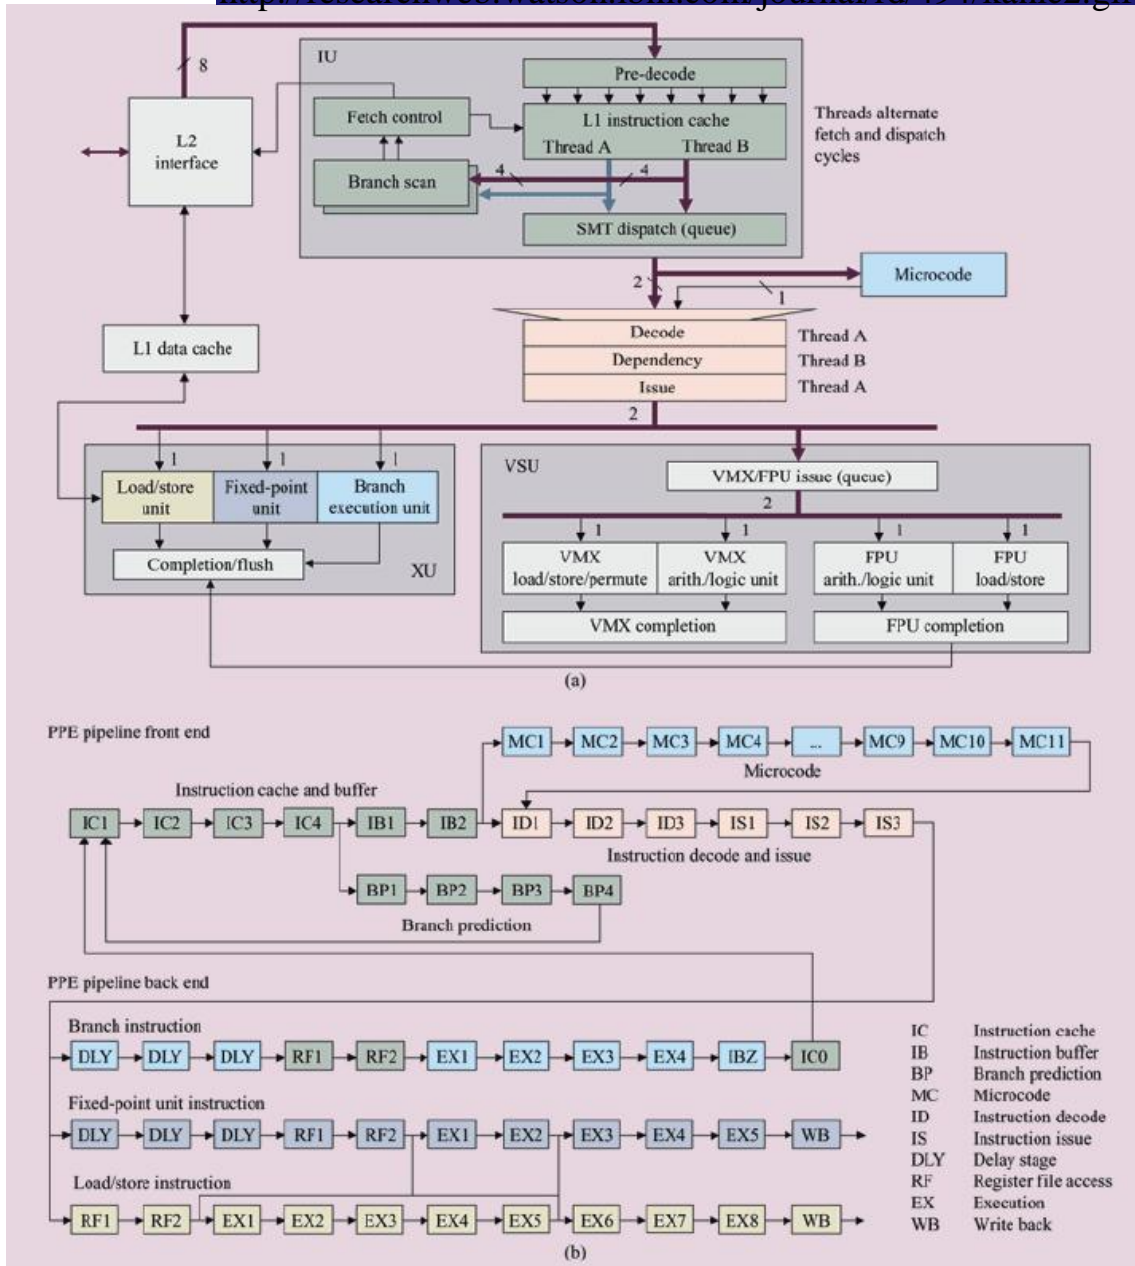 IU
8
Pre-decode
L1 instruction cache
Thread A
Thread B
Fetch control
L2
interface
Branch scan
4
4
SMT dispatch (queue)
Threads alternate
fetch and dispatch
cycles
2
Microcode
1
L1 data cache
Decode
Thread A
Dependency
Thread B
Issue
Thread A
2
1
1
1
Load/store
unit
Fixed-point
unit
Branch
execution unit
Completion/flush
XU
VSU
VMX/FPU issue (queue)
2
1
1
1
1
VMX
load/store/permute
VMX
arith./logic unit
FPU
arith./logic unit
FPU
load/store
VMX completion
FPU completion
(a)
PPE pipeline front end
MC1 MC2 MC3 MC4 ... MC9 MC10 MC11
Microcode
Instruction cache and buffer
IC1 IC2 IC3 IC4 IB1 IB2 ID1 ID2 ID3 IS1 IS2 IS3
Instruction decode and issue
BP1 BP2 BP3 BP4
Branch prediction
PPE pipeline back end
Branch instruction
DLY DLY DLY RF1 RF2 EX1 EX2 EX3 EX4 IBZ IC0
Fixed-point unit instruction
DLY DLY DLY RF1 RF2 EX1 EX2 EX3 EX4 EX5 WB
Load/store instruction
RF1 RF2 EX1 EX2 EX3 EX4 EX5 EX6 EX7 EX8 WB
IC Instruction cache
IB Instruction buffer
BP Branch prediction
MC Microcode
ID Instruction decode
IS Instruction issue
DLY Delay stage
RF Register file access
EX Execution
WB Write back
(b)